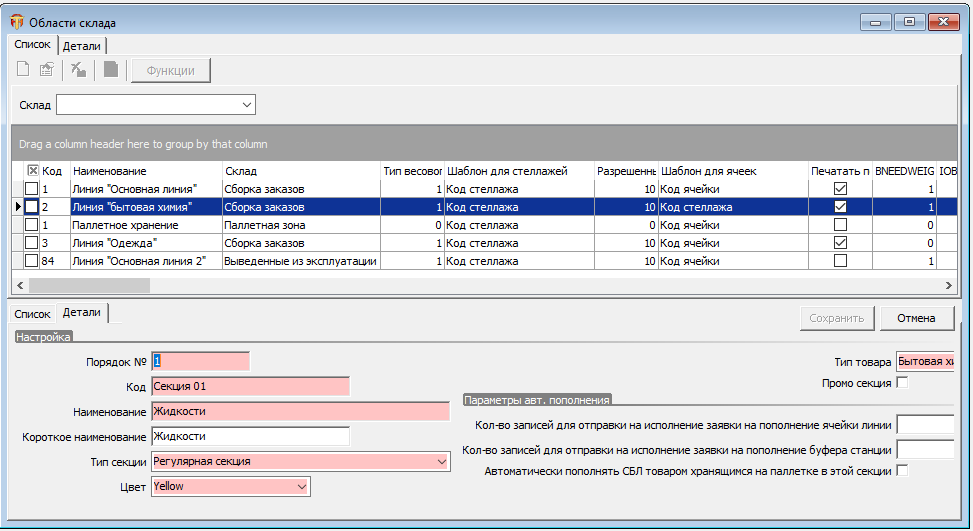 Области склада
Список Детали
Функции
Склад
Drag a column header here to group by that column
Код Наименование Склад Тип весовог Шаблон для стеллажей Разрешенны Шаблон для ячеек Печатать п BNEEDWEIG IOB
1 Линия "Основная линия" Сборка заказов 1 Код стеллажа 10 Код ячейки 1
2 Линия "бытовая химия" Сборка заказов 1 Код стеллажа 10 Код стеллажа 1
1 Паллетное хранение Паллетная зона 0 Код стеллажа 0 Код ячейки 0
3 Линия "Одежда" Сборка заказов 1 Код стеллажа 10 Код ячейки 0
84 Линия "Основная линия 2" Выведенные из эксплуатации 1 Код стеллажа 10 Код ячейки 1
Список Детали Сохранить Отмена
Настройка
Порядок № 1 Тип товара Бытовая хи
Код Секция 01 Промо секция
Параметры авт. пополнения
Наименование Жидкости
Кол-во записей для отправки на исполнение заявки на пополнение ячейки линии
Короткое наименование Жидкости
Кол-во записей для отправки на исполнение заявки на пополнение буфера станции
Тип секции Регулярная секция
Автоматически пополнять СБЛ товаром хранящимся на паллетке в этой секции
Цвет Yellow